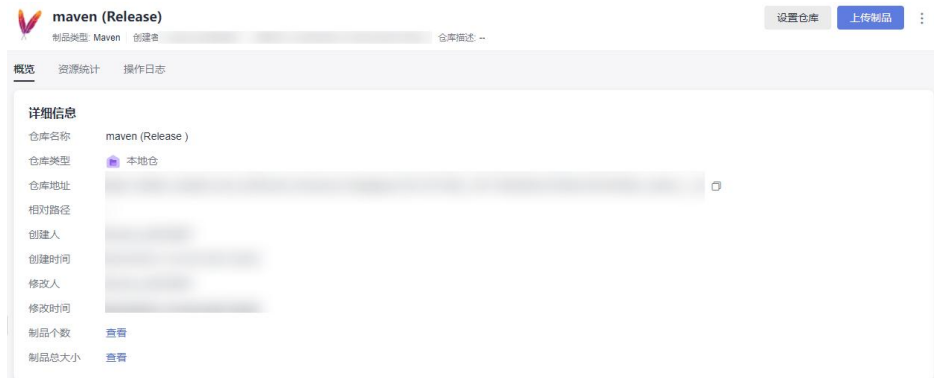 maven (Release)
设置仓库 上传制品
制品类型: Maven 创建者 仓库描述: --
概览 资源统计 操作日志
详细信息
仓库名称 maven (Release )
仓库类型 本地仓
仓库地址
相对路径
创建人
创建时间
修改人
修改时间
制品个数 查看
制品总大小 查看